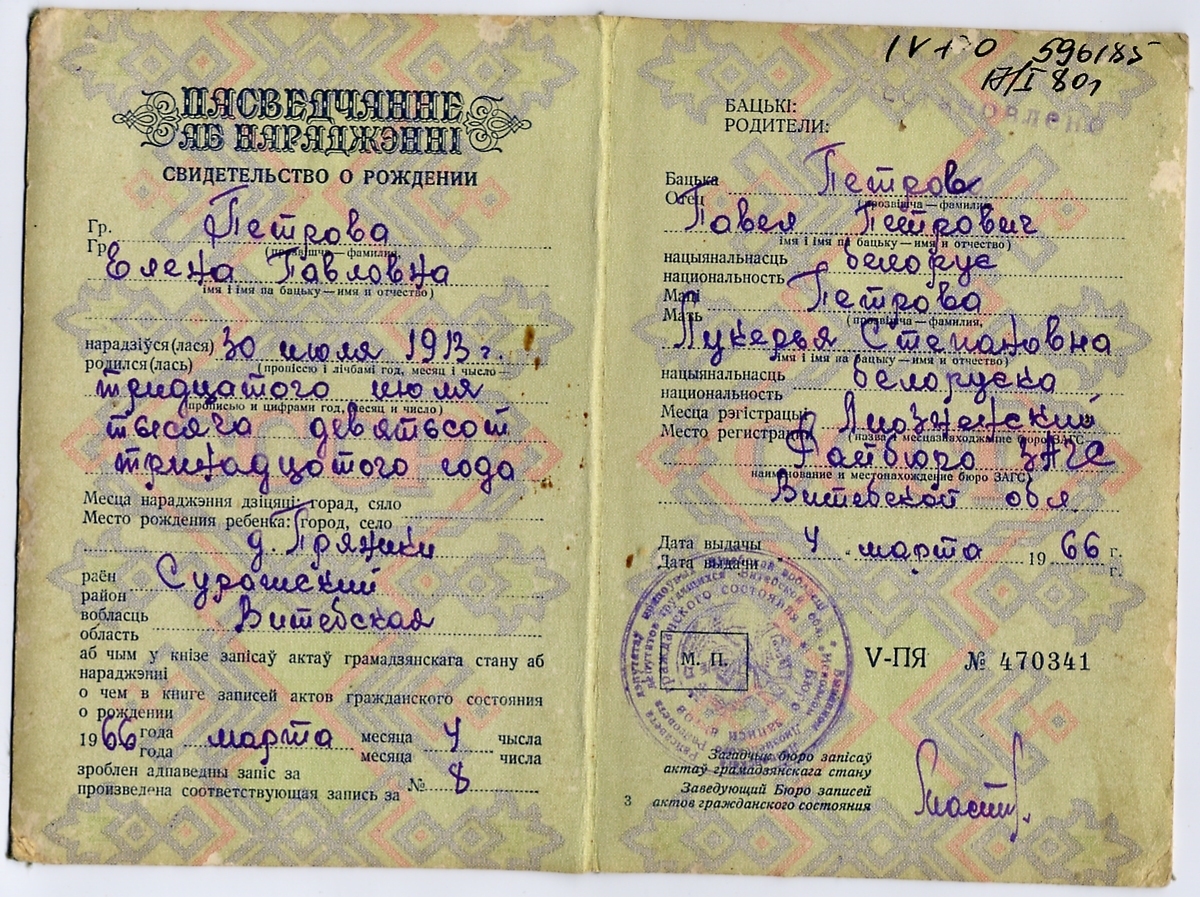 ПАСВЕДЧАННЕ
АБ НАРАДЖЭННІ
СВИДЕТЕЛЬСТВО О РОЖДЕНИИ
Гр. Петрова
Гр. (прозвішча — фамилия)
Елена Павловна
імя і імя па бацьку — имя и отчество)
нарадзіўся(лася) 30 июля 1913 г.
родился(лась) (пропіссю і лічбамі год, месяц і число —
тридцатого июля
(прописью и цифрами год, месяц и число)
тысяча девятьсот
тринадцатого года
Месца нараджэння дзіцяці: горад, сяло
Место рождения ребенка: город, село
д. Пряники
раён Суражский
район
вобласць Витебская
область
аб чым у кнізе запісаў актаў грамадзянскага стану аб
нараджэнні
о чем в книге записей актов гражданского состояния
о рождении
1966 года марта месяца 4 чысла
года месяца числа
зроблен адпаведны запіс за
произведена соответствующая запись за № 8
IV 596185
801
БАЦЬКІ:
РОДИТЕЛИ:
Бацька Петров
Отец (прозвішча — фамилия)
Павел Петрович
імя і імя па бацьку — имя и отчество)
нацыянальнасць белорус
национальность
Маці Петрова
Мать (прозвішча — фамилия,
Лукерья Степановна
імя і імя па бацьку — имя и отчество)
нацыянальнасць белоруска
национальность
Месца рэгістрацыі Лиозненский
Место регистрации (назва і месцазнаходжанне бюро ЗАГС
Райбюро ЗАГС
наименование и местонахождение бюро ЗАГС)
Витебской обл
Дата выдачы 4 марта 1966 г.
Дата выдачи г.
М. П.
V-ПЯ № 470341
Загадчык бюро запісаў
актаў грамадзянскага стану
Заведующий Бюро записей
актов гражданского состояния
3